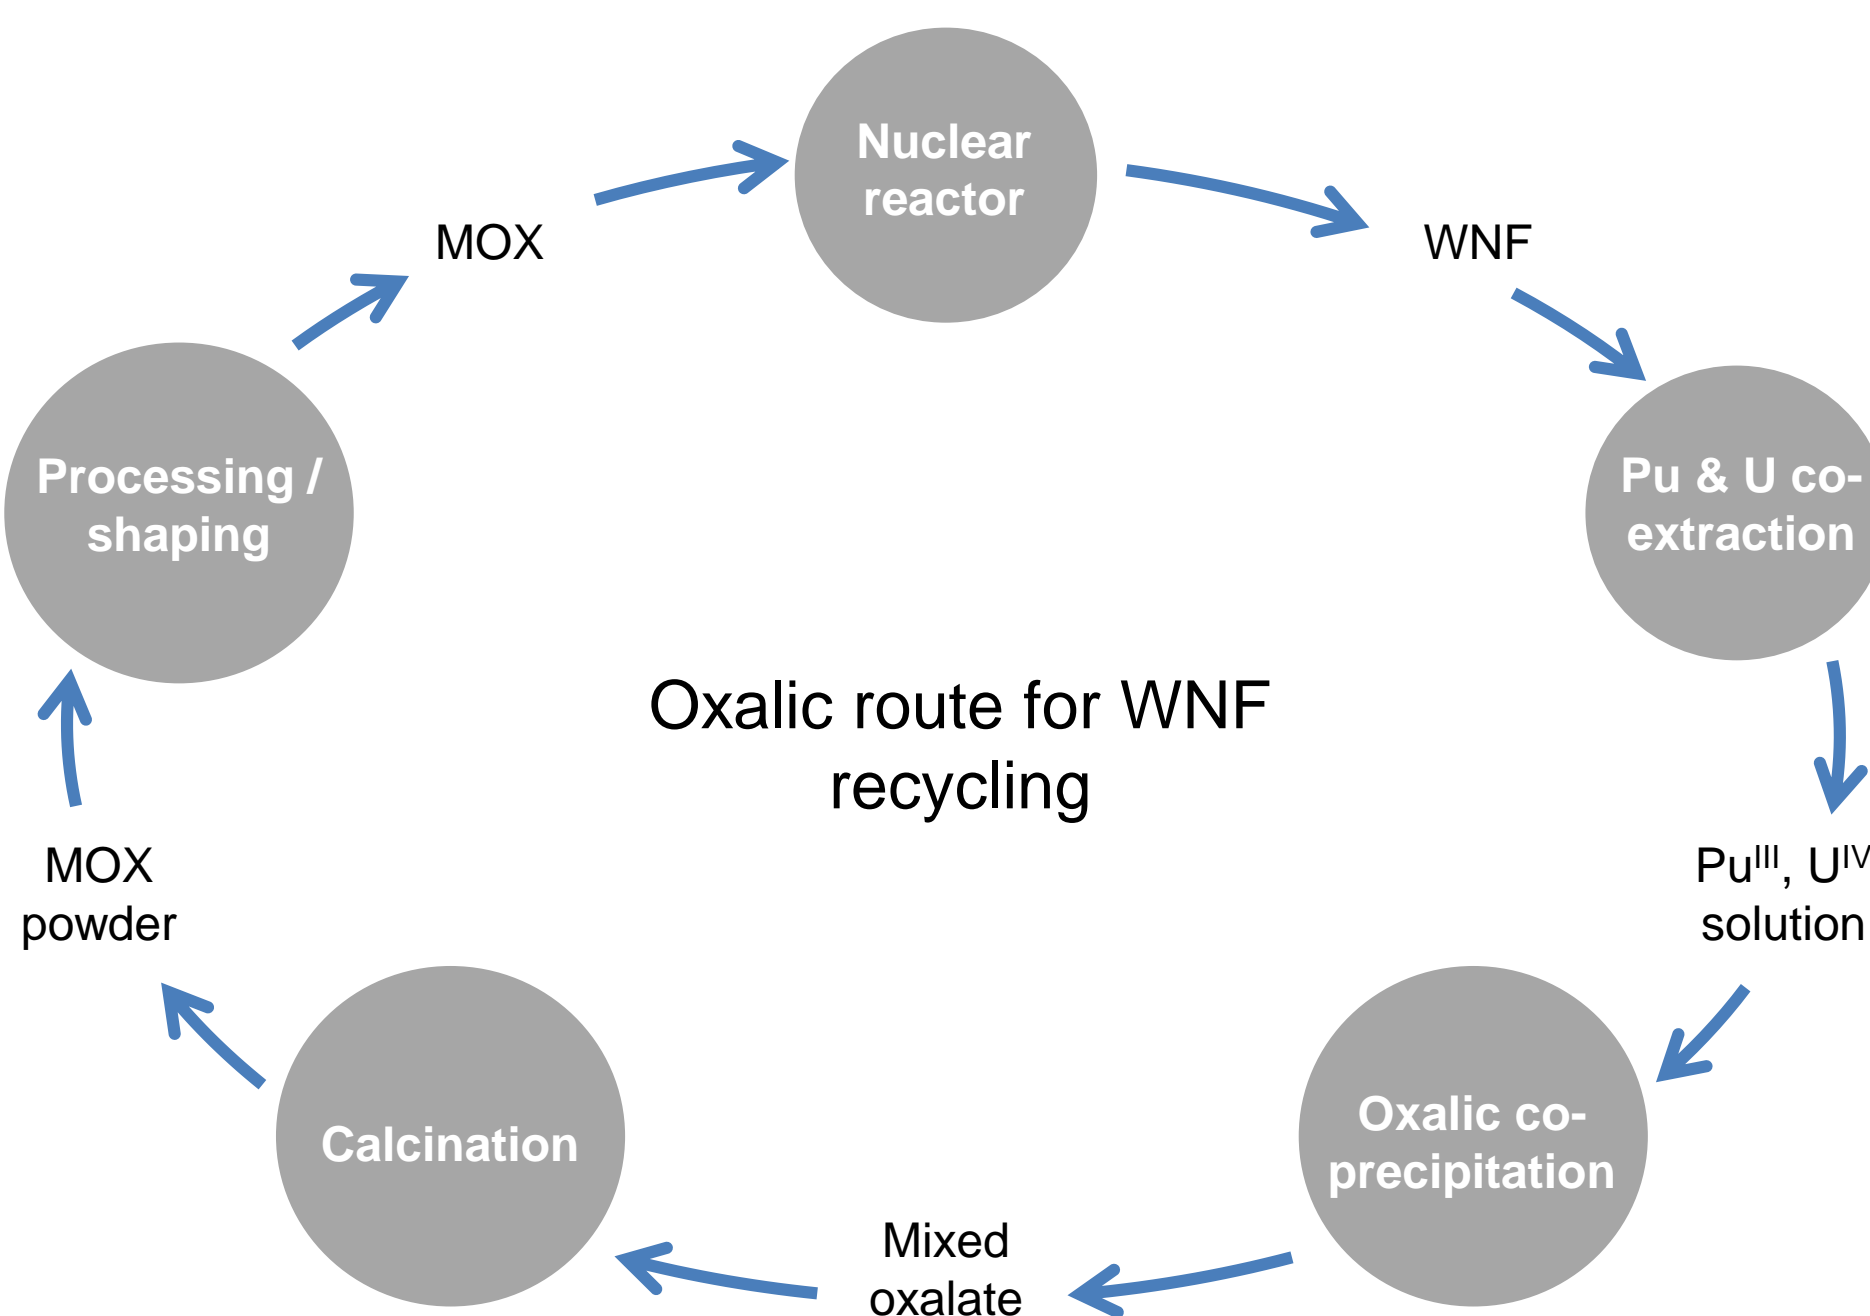 Nuclear
reactor
MOX
WNF
Processing /
shaping
Pu & U co-
extraction
Oxalic route for WNF
recycling
MOX
powder
Puᴵᴵᴵ, Uᴵⱽ
solution
Calcination
Oxalic co-
precipitation
Mixed
oxalate